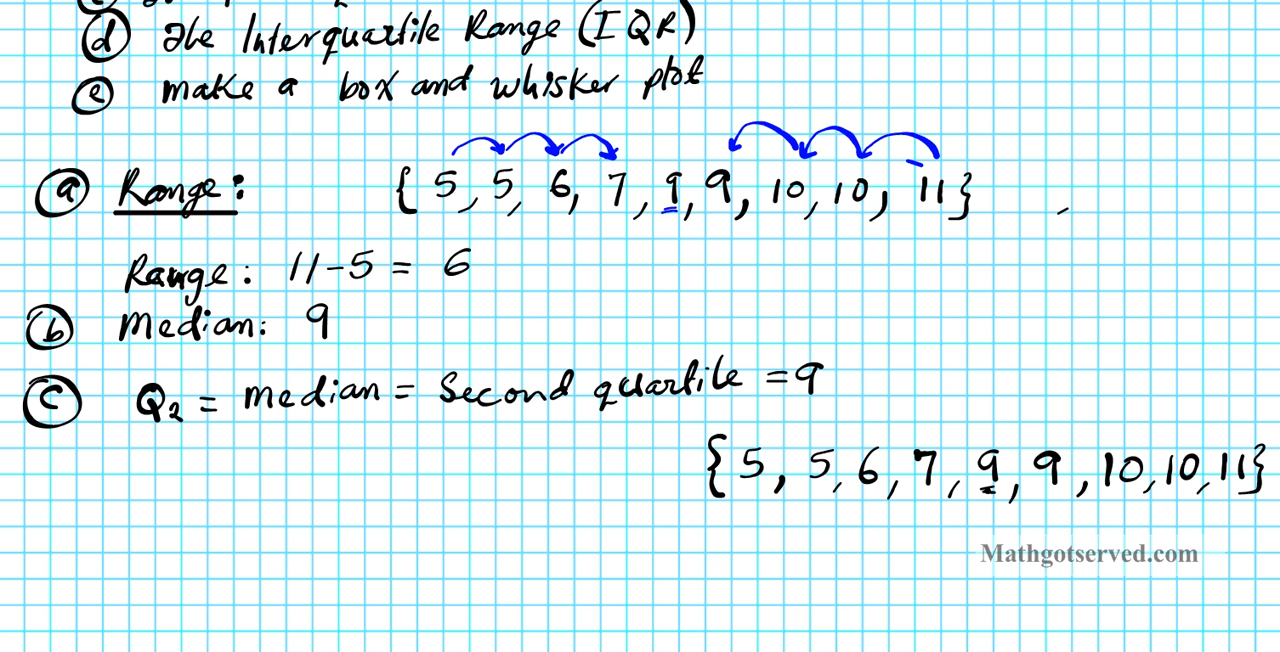 (d) The Interquartile Range (IQR)
(e) make a box and whisker plot
(a) Range: {5, 5, 6, 7, 9, 9, 10, 10, 11}
Range: 11-5 = 6
(b) Median: 9
(c) Q2 = median = Second quartile = 9
{5, 5, 6, 7, 9, 9, 10, 10, 11}
Mathgotserved.com